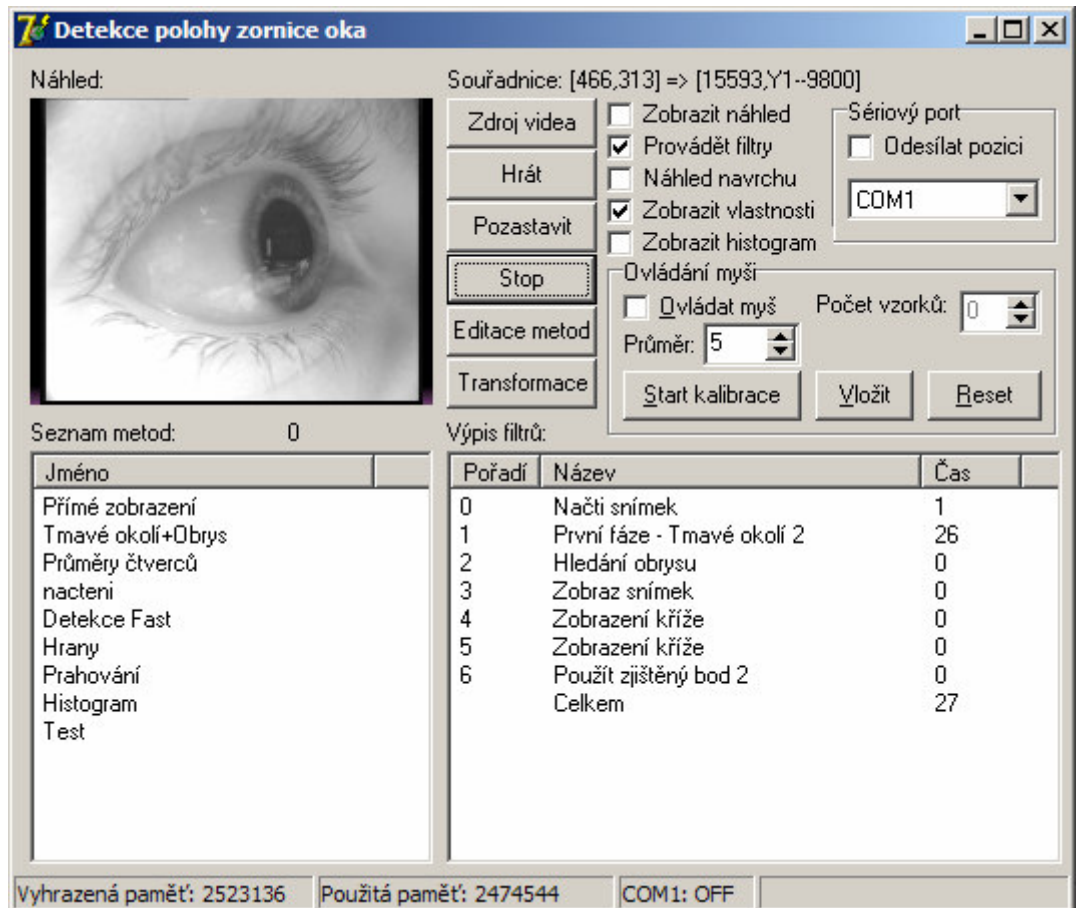 Detekce polohy zornice oka
Náhled:
Souřadnice: [466,313] => [15593,Y1--9800]
Zdroj videa
Hrát
Pozastavit
Stop
Editace metod
Transformace
Zobrazit náhled
Provádět filtry
Náhled navrchu
Zobrazit vlastnosti
Zobrazit histogram
Sériový port
Odesílat pozici
COM1
Ovládání myši
Ovládat myš
Počet vzorků: 0
Průměr: 5
Start kalibrace
Vložit
Reset
Seznam metod: 0
Jméno
Přímé zobrazení
Tmavé okolí+Obrys
Průměry čtverců
nacteni
Detekce Fast
Hrany
Prahování
Histogram
Test
Výpis filtrů:
Pořadí Název Čas
0 Načti snímek 1
1 První fáze - Tmavé okolí 2 26
2 Hledání obrysu 0
3 Zobraz snímek 0
4 Zobrazení kříže 0
5 Zobrazení kříže 0
6 Použít zjištěný bod 2 0
Celkem 27
Vyhrazená paměť: 2523136
Použitá paměť: 2474544
COM1: OFF